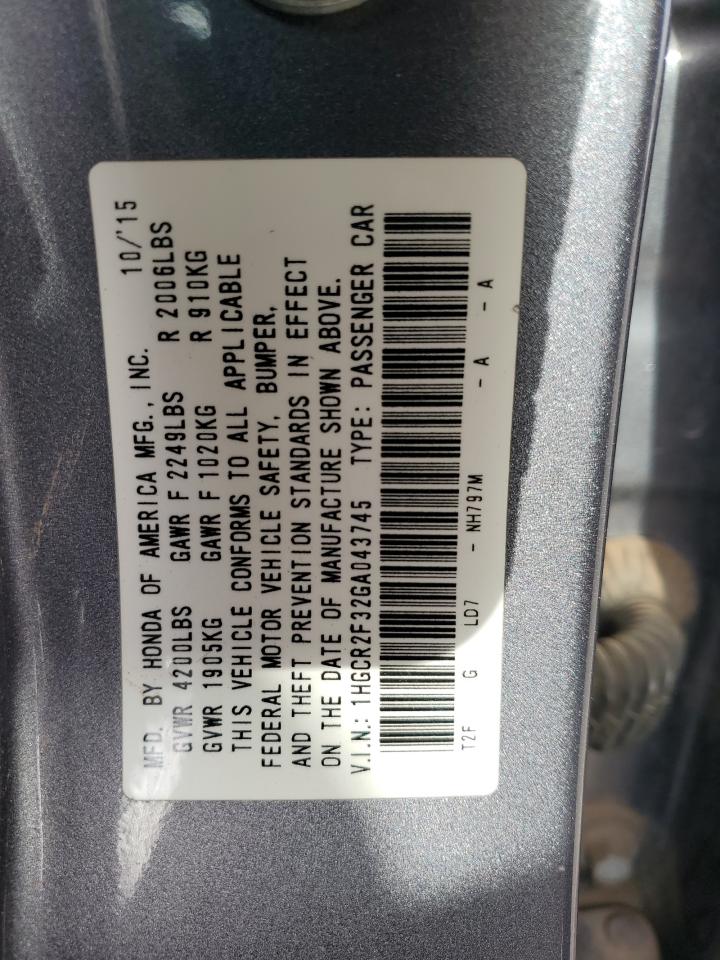 MFD. BY HONDA OF AMERICA MFG., INC. 10/'15
GVWR 4200LBS GAWR F 2249LBS R 2006LBS
GVWR 1905KG GAWR F 1020KG R 910KG
THIS VEHICLE CONFORMS TO ALL APPLICABLE
FEDERAL MOTOR VEHICLE SAFETY, BUMPER,
AND THEFT PREVENTION STANDARDS IN EFFECT
ON THE DATE OF MANUFACTURE SHOWN ABOVE.
V.I.N.: 1HGCR2F32GA043745 TYPE: PASSENGER CAR
T2F G LD7 - NH797M - A - A